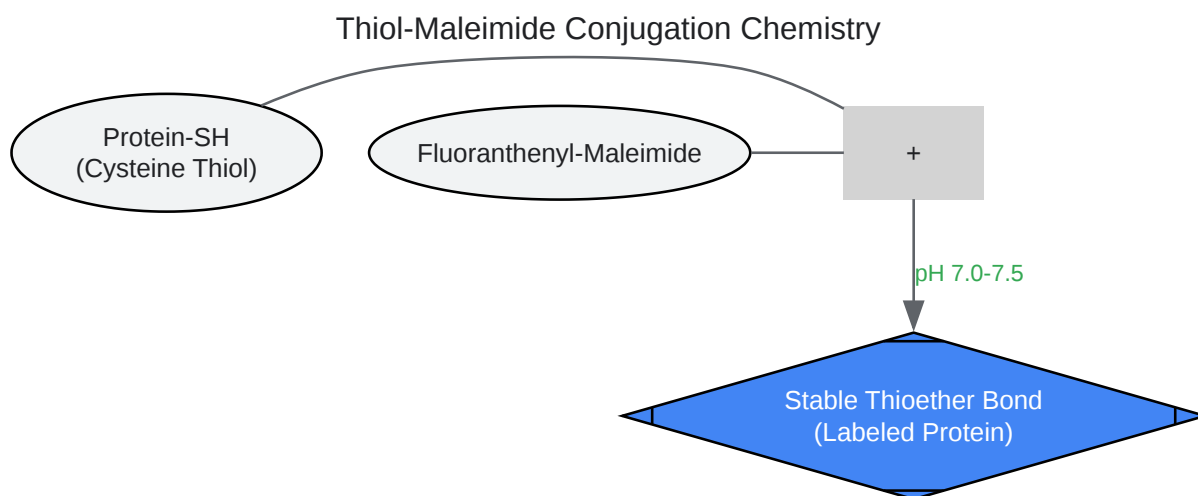 Thiol-Maleimide Conjugation Chemistry
Protein-SH
(Cysteine Thiol)
Fluoranthenyl-Maleimide
+
pH 7.0-7.5
Stable Thioether Bond
(Labeled Protein)